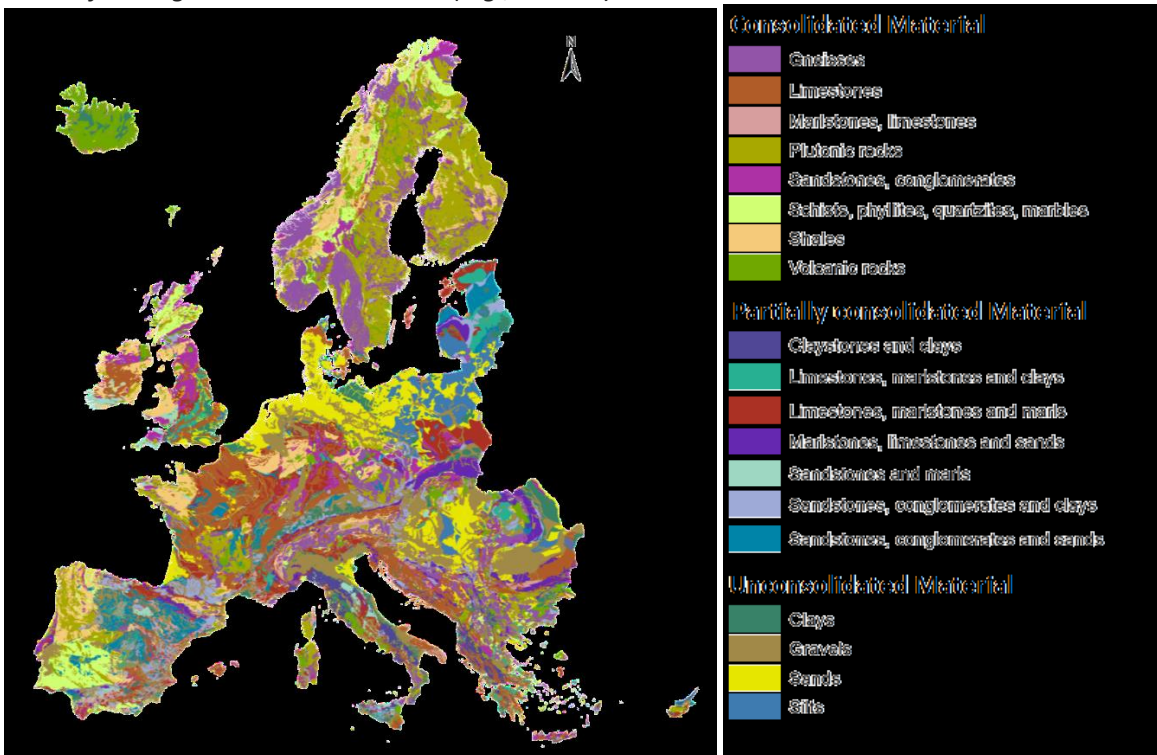 N
Consolidated Material
Gneisses
Limestones
Marlstones, limestones
Plutonic rocks
Sandstones, conglomerates
Schists, phyllites, quartzites, marbles
Shales
Volcanic rocks
Partially consolidated Material
Claystones and clays
Limestones, marlstones and clays
Limestones, marlstones and marls
Marlstones, limestones and sands
Sandstones and marls
Sandstones, conglomerates and clays
Sandstones, conglomerates and sands
Unconsolidated Material
Clays
Gravels
Sands
Silts